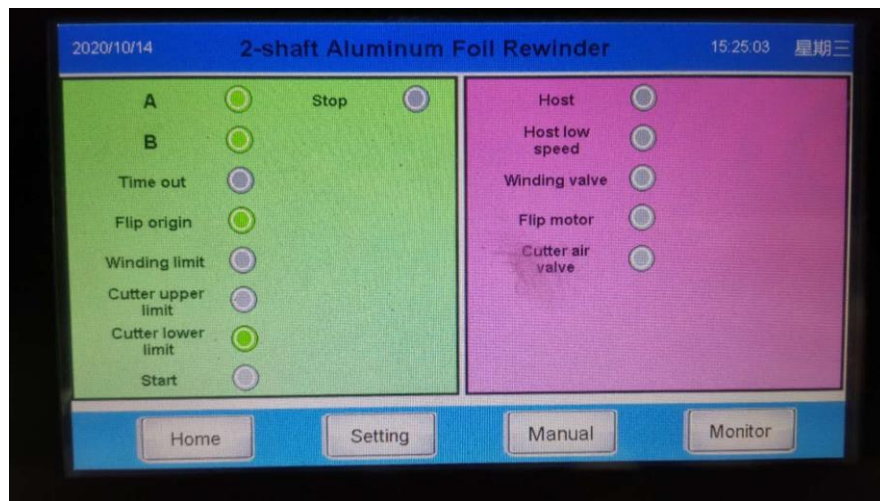 2020/10/14
2-shaft Aluminum Foil Rewinder
15:25:03
星期三
A
Stop
B
Time out
Flip origin
Winding limit
Cutter upper
limit
Cutter lower
limit
Start
Host
Host low
speed
Winding valve
Flip motor
Cutter air
valve
Home
Setting
Manual
Monitor